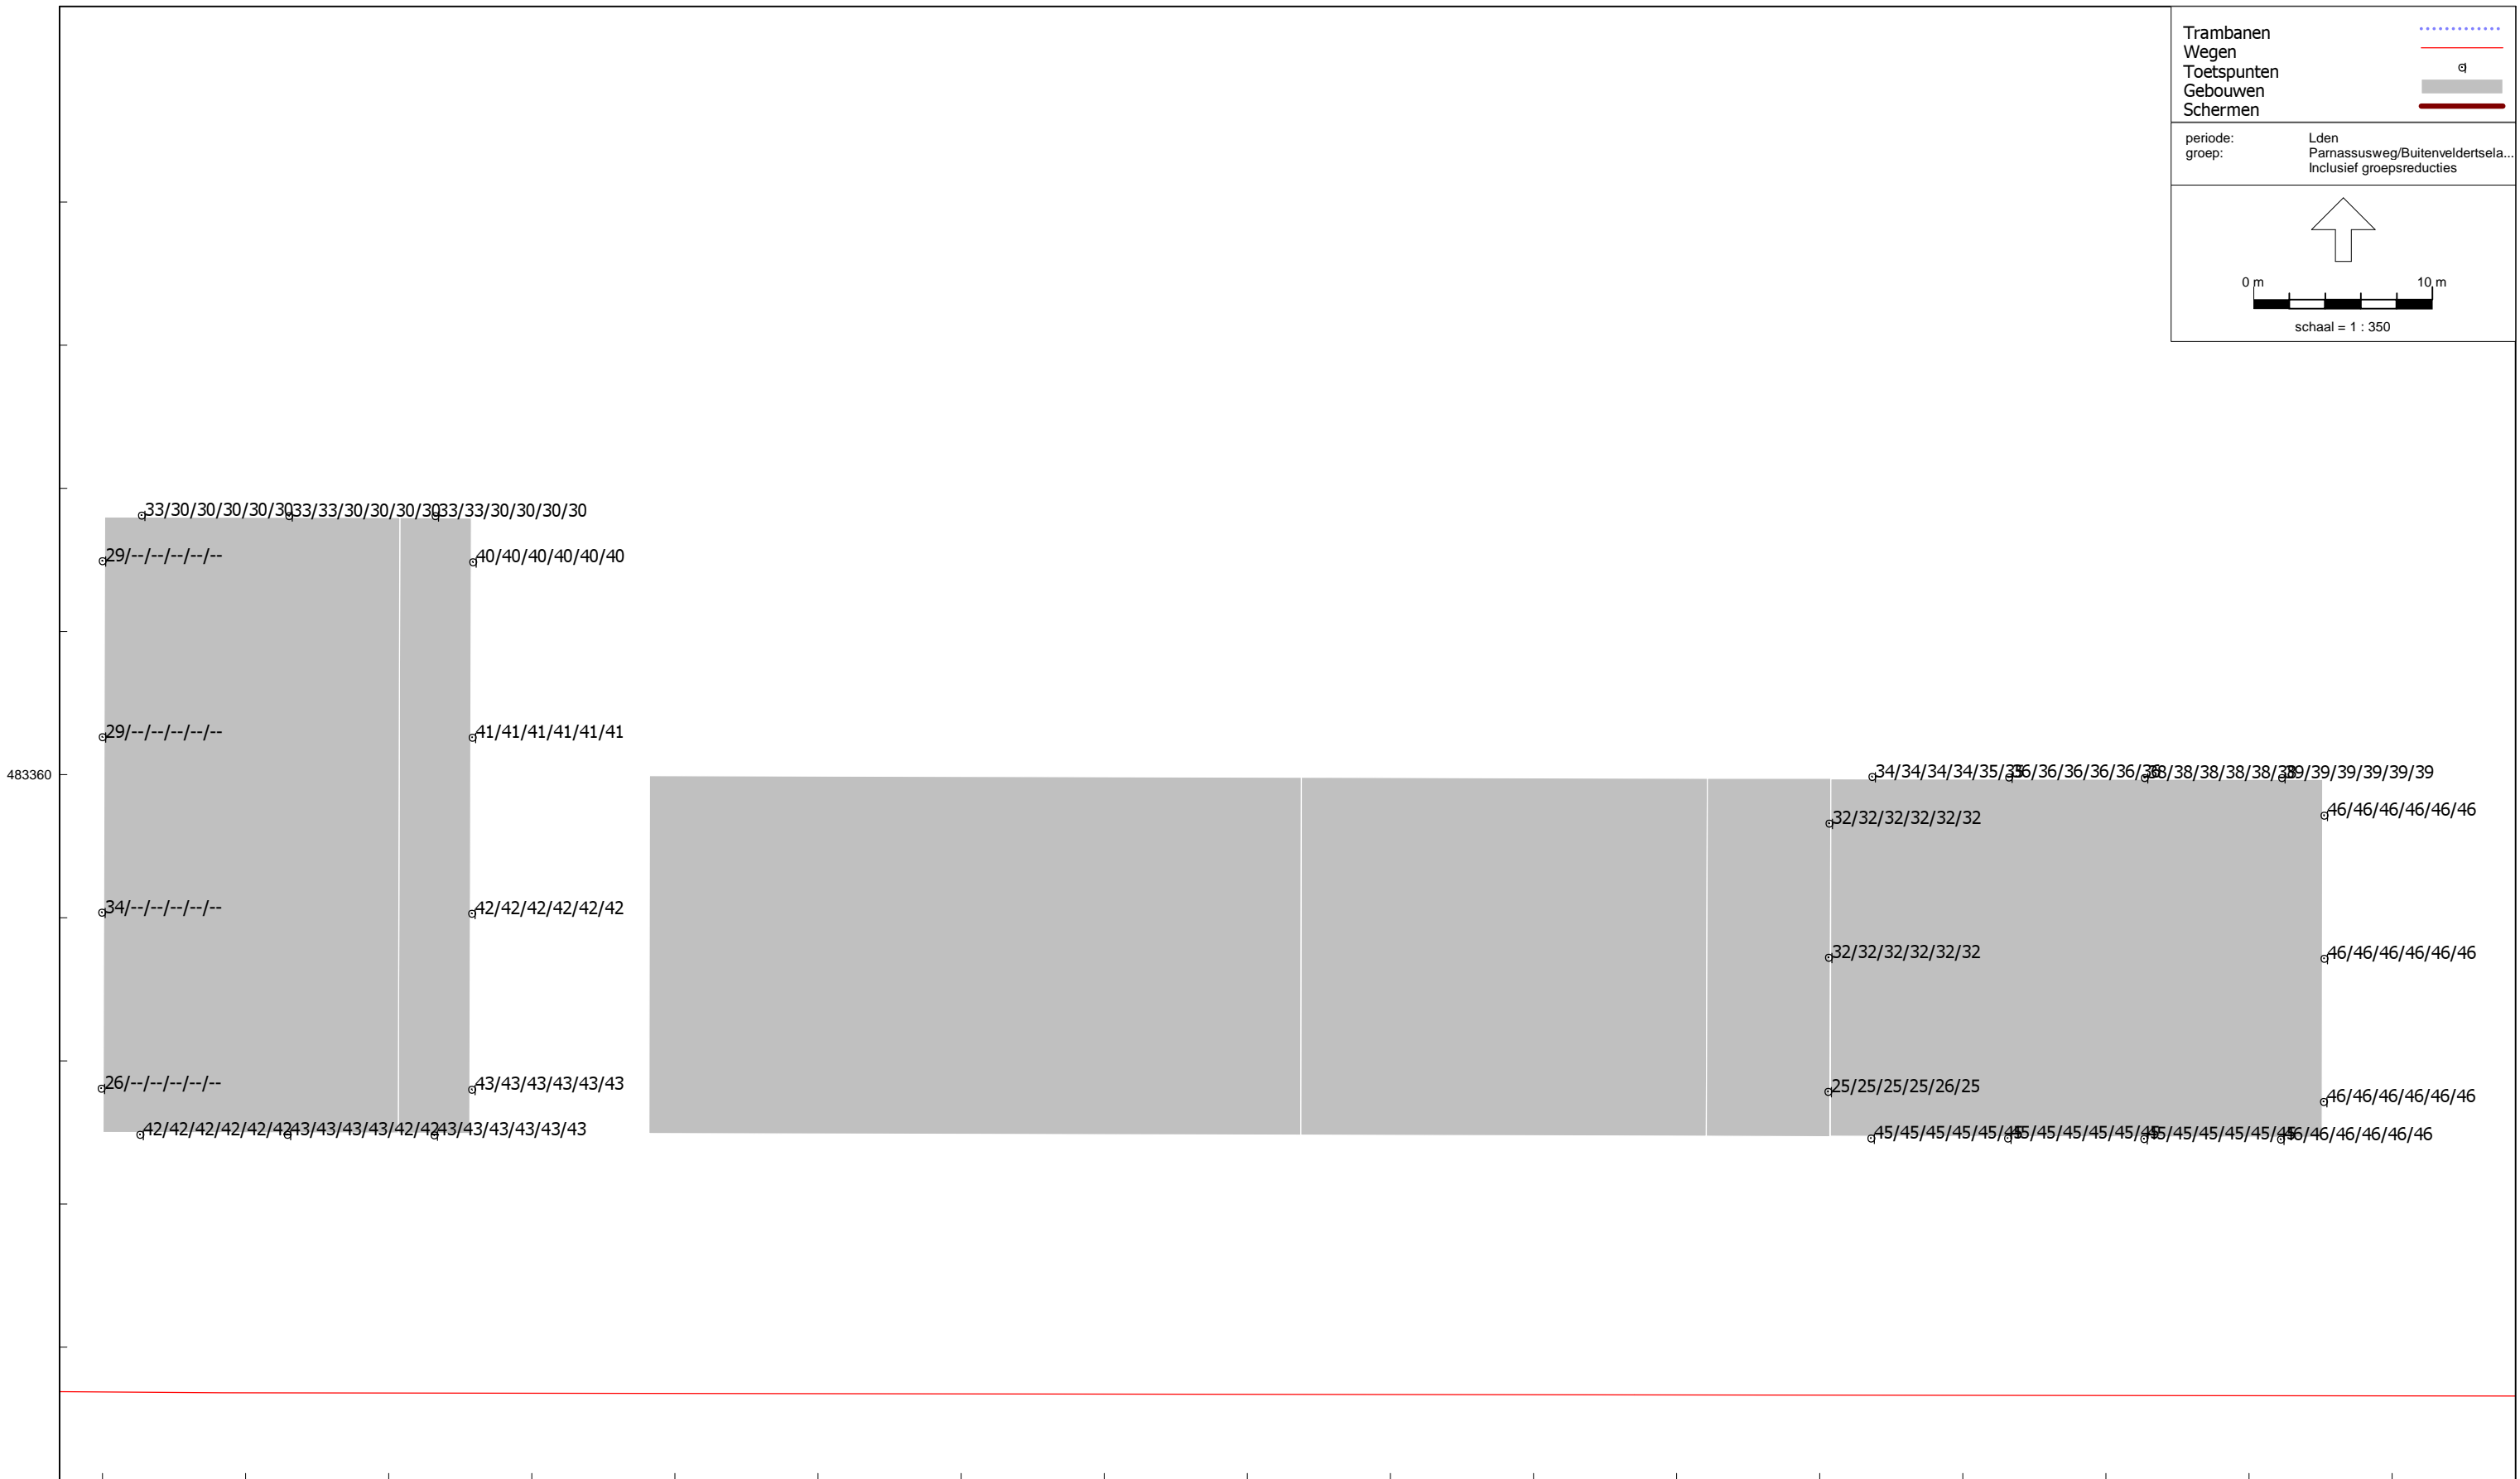 Trambanen
Wegen
Toetspunten
Gebouwen
Schermen
periode: Lden
groep: Parnassusweg/Buitenveldertsela...
Inclusief groepsreducties
0 m 10 m
schaal = 1 : 350
33/30/30/30/30/30 33/33/30/30/30/30 33/33/30/30/30/30
29/--/--/--/--/-- 40/40/40/40/40/40
29/--/--/--/--/-- 41/41/41/41/41/41
483360 34/34/34/34/35/35 36/36/36/36/36/36 38/38/38/38/38/38 39/39/39/39/39/39
46/46/46/46/46/46
32/32/32/32/32/32
34/--/--/--/--/-- 42/42/42/42/42/42
32/32/32/32/32/32 46/46/46/46/46/46
26/--/--/--/--/-- 43/43/43/43/43/43 25/25/25/25/26/25
46/46/46/46/46/46
42/42/42/42/42/42 43/43/43/43/42/42 43/43/43/43/43/43 45/45/45/45/45/45 45/45/45/45/45/45 45/45/45/45/45/45 46/46/46/46/46/46